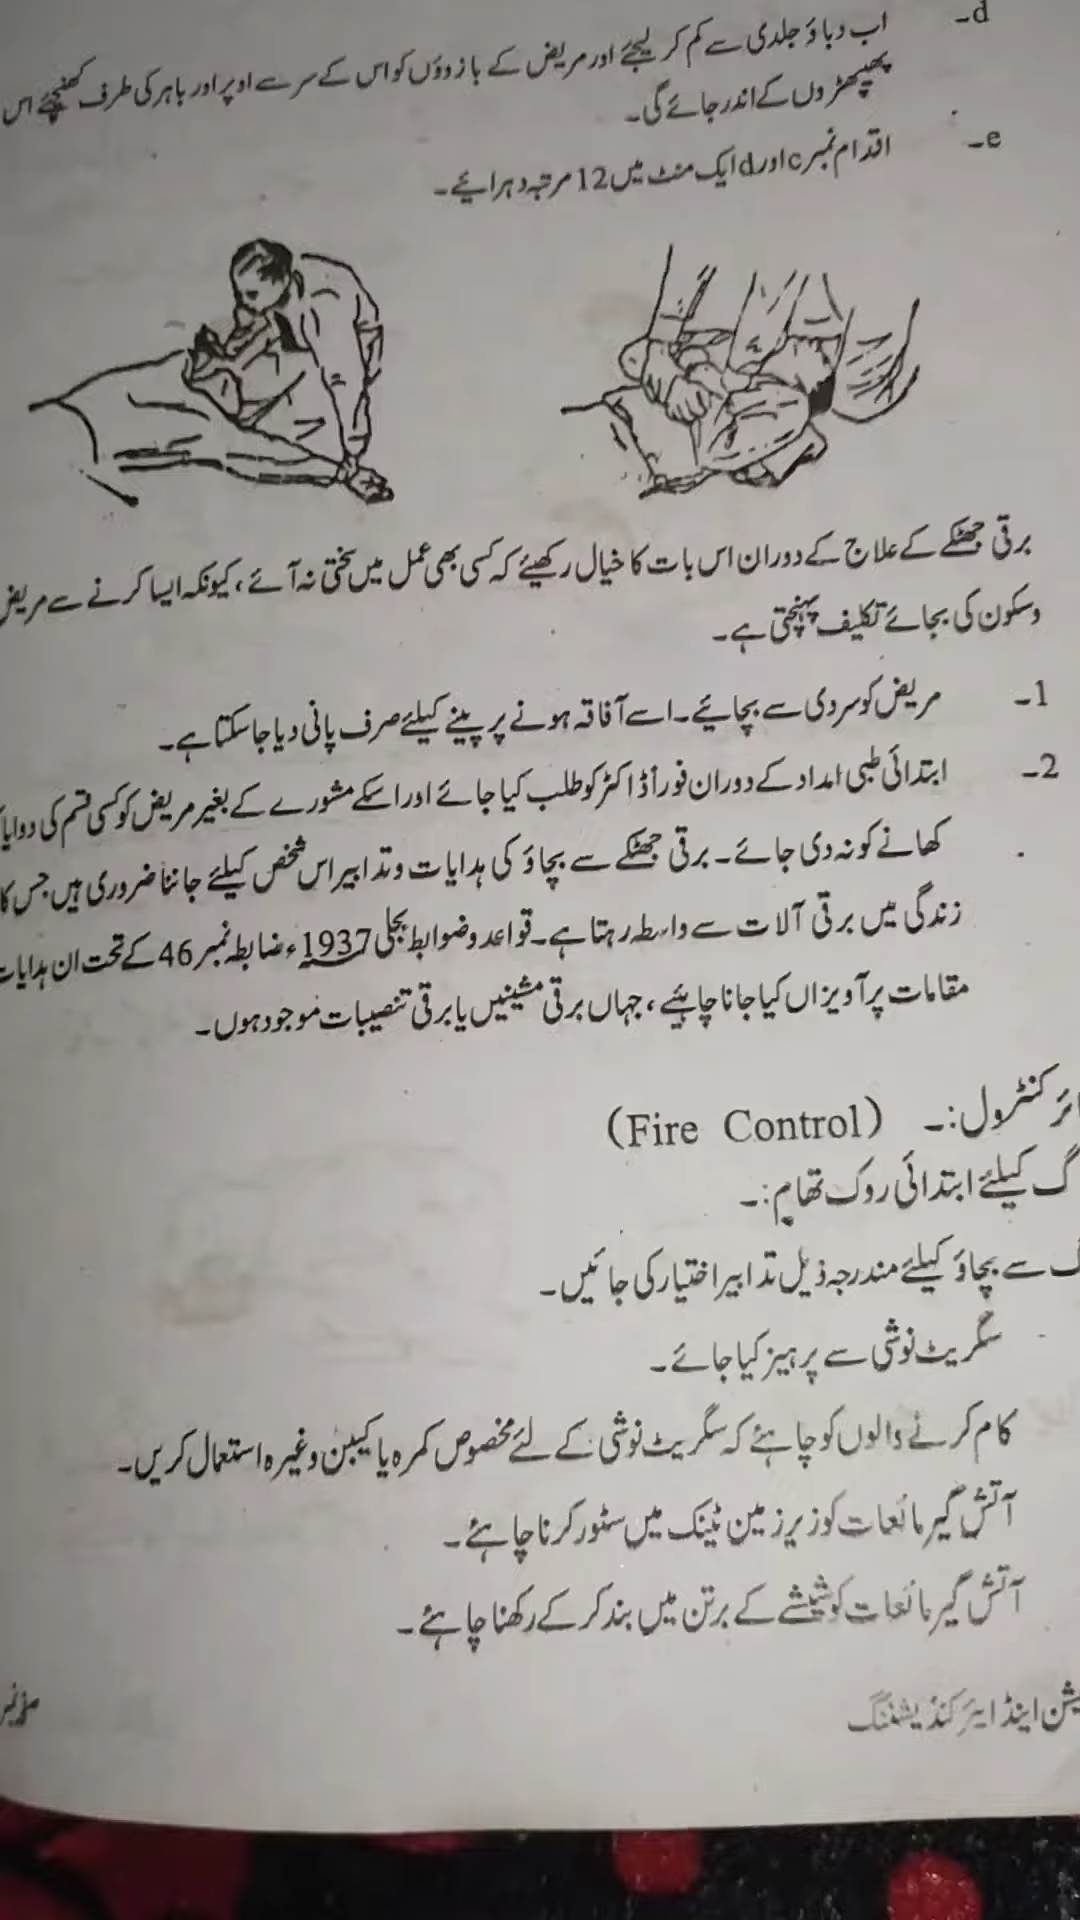 d۔ اب دباؤ جلدی سے کم کر لیجئے اور مریض کے بازوؤں کو اس کے سر سے اوپر اور باہر کی طرف کھینچئے اس
پھیپھڑوں کے اندر جائے گی۔
e۔ اقدام نمبر c اور d ایک منٹ میں 12 مرتبہ دہرائیے۔
برقی جھٹکے کے علاج کے دوران اس بات کا خیال رکھیئے کہ کسی بھی عمل میں سختی نہ آئے، کیونکہ ایسا کرنے سے مریض
وسکون کی بجائے تکلیف پہنچتی ہے۔
1۔ مریض کو سردی سے بچائیے۔ اسے آفاقہ ہونے پر پینے کیلئے صرف پانی دیا جا سکتا ہے۔
2۔ ابتدائی طبی امداد کے دوران فوراً ڈاکٹر کو طلب کیا جائے اور اسکے مشورے کے بغیر مریض کو کسی قسم کی دوایا
کھانے کو نہ دی جائے۔ برقی جھٹکے سے بچاؤ کی ہدایات و تدابیر اس شخص کیلئے جاننا ضروری ہیں جس کا
زندگی میں برقی آلات سے واسطہ رہتا ہے۔ قواعد و ضوابط بجلی 1937ء ضابطہ نمبر 46 کے تحت ان ہدایات
مقامات پر آویزاں کیا جانا چاہیئے، جہاں برقی مشینیں یا برقی تنصیبات موجود ہوں۔
ئر کنٹرول:۔ (Fire Control)
گ کیلئے ابتدائی روک تھام:۔
گ سے بچاؤ کیلئے مندرجہ ذیل تدابیر اختیار کی جائیں۔
سگریٹ نوشی سے پرہیز کیا جائے۔
کام کرنے والوں کو چاہئے کہ سگریٹ نوشی کے لئے مخصوص کمرہ یا کیبن وغیرہ استعمال کریں۔
آتش گیر مائعات کو زیر زمین ٹینک میں سٹور کرنا چاہئے۔
آتش گیر مائعات کو شیشے کے برتن میں بند کر کے رکھنا چاہئے۔
یشن اینڈ ایئر کنڈیشننگ